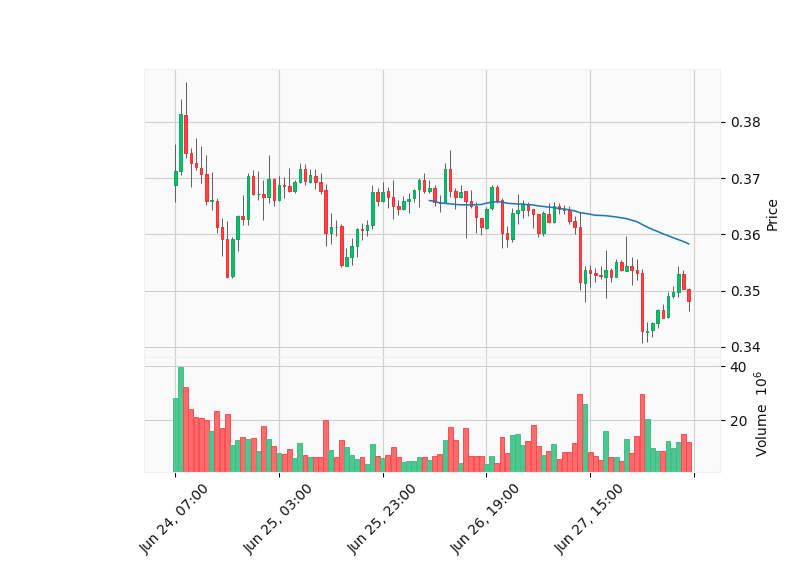 0.38
0.37
Price
0.36
0.35
0.34
40
20
Volume 10^6
Jun 24, 07:00
Jun 25, 03:00
Jun 25, 23:00
Jun 26, 19:00
Jun 27, 15:00